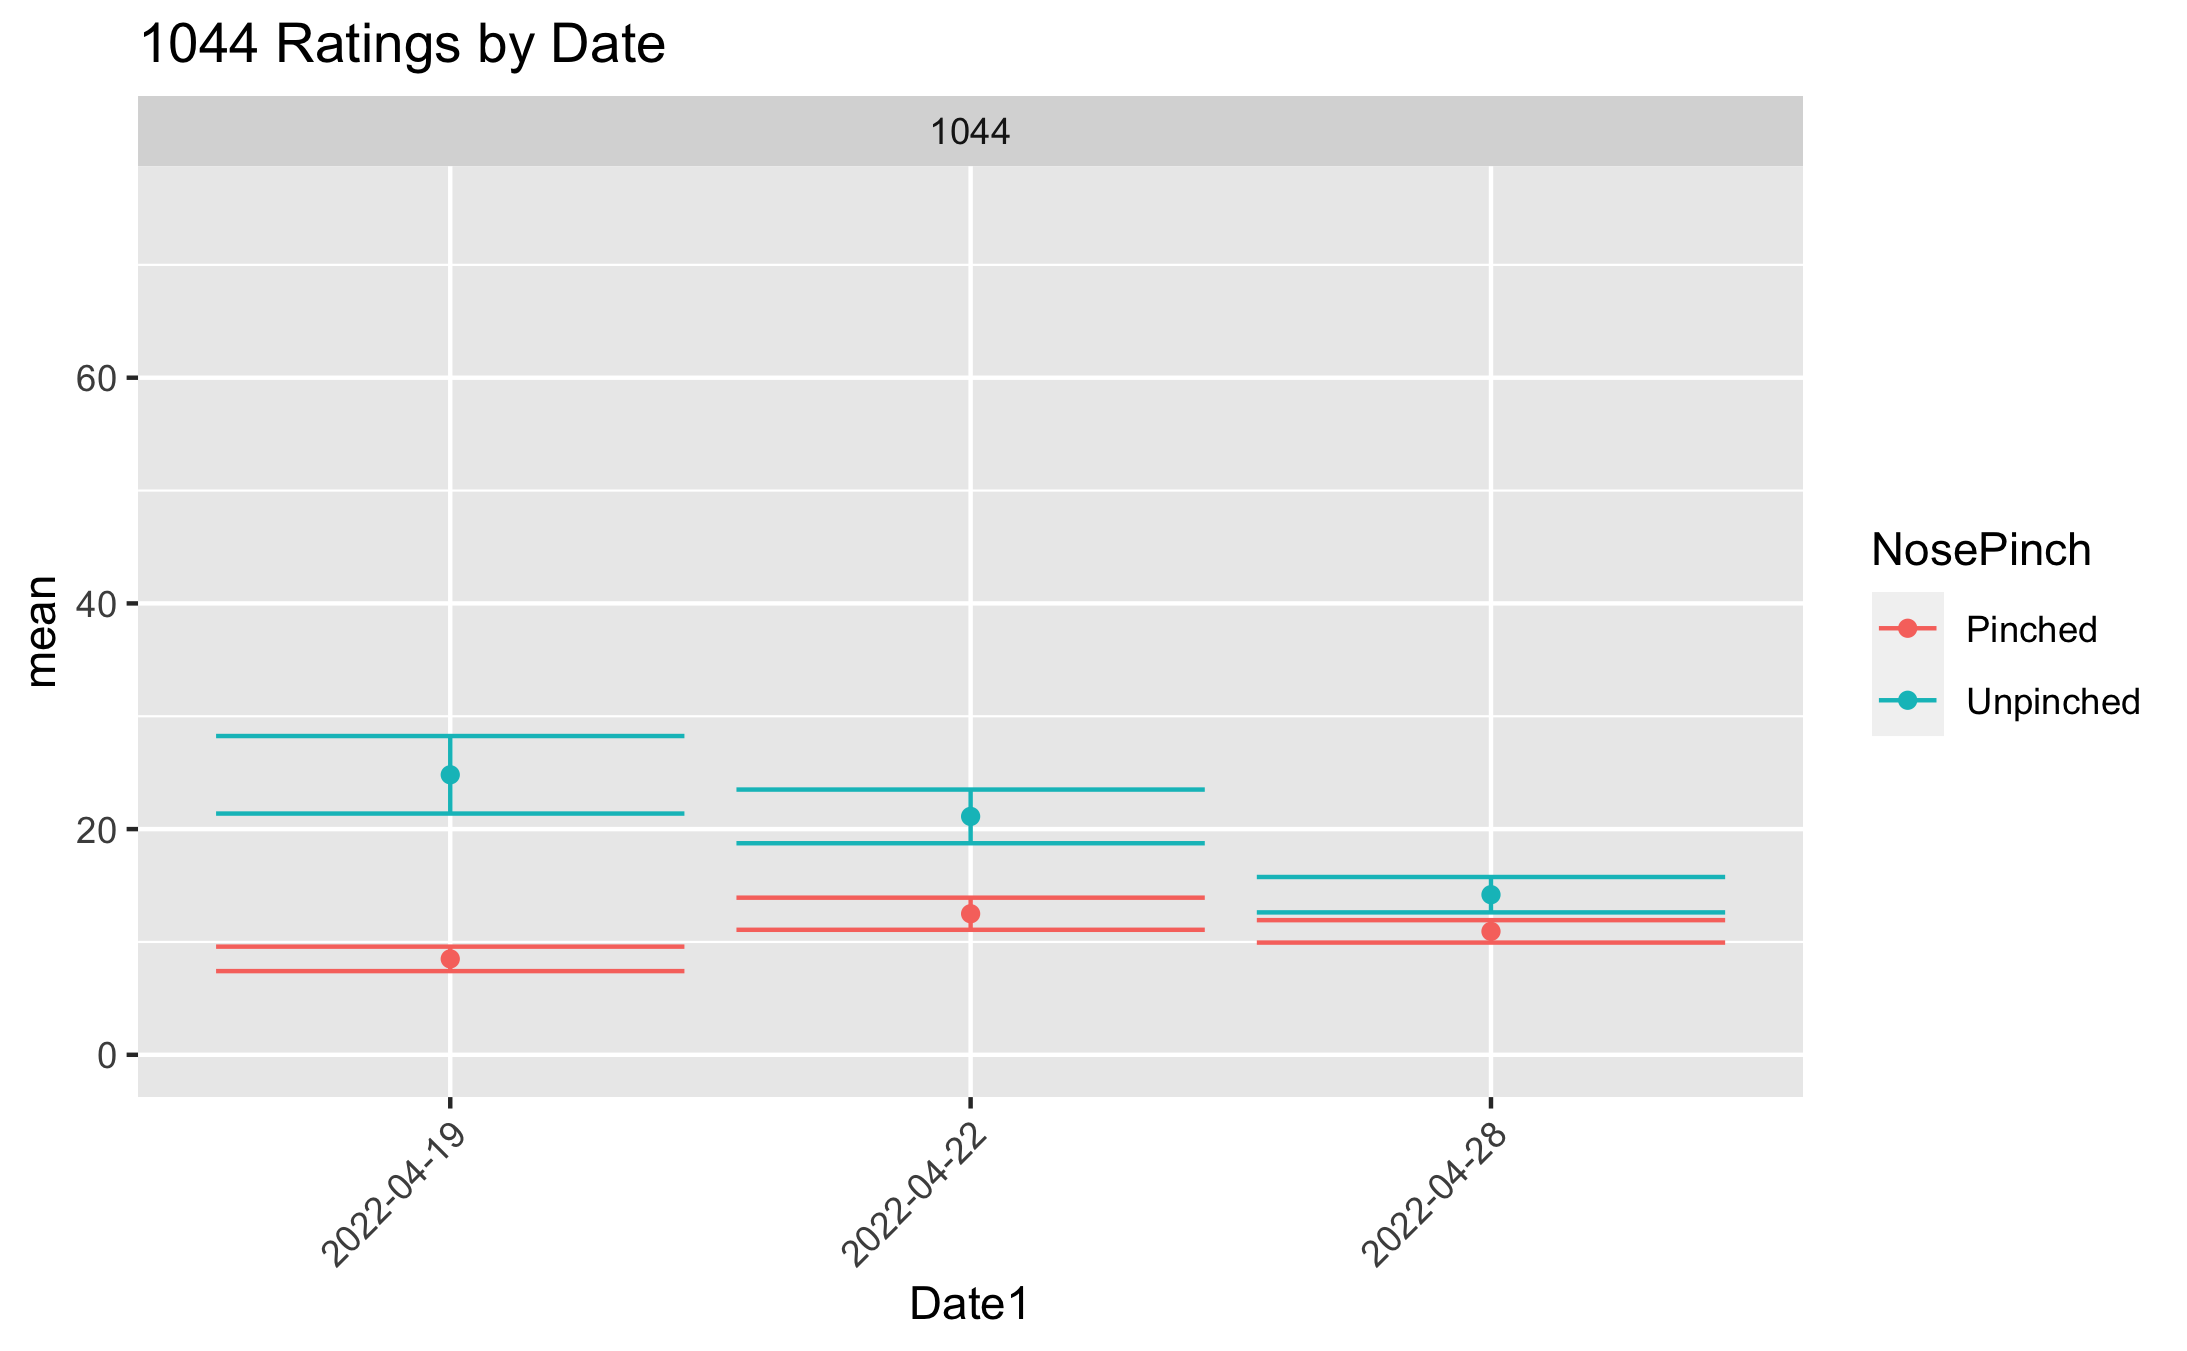 1044 Ratings by Date
1044
60
40
20
0
mean
2022-04-19
2022-04-22
2022-04-28
Date1
NosePinch
Pinched
Unpinched